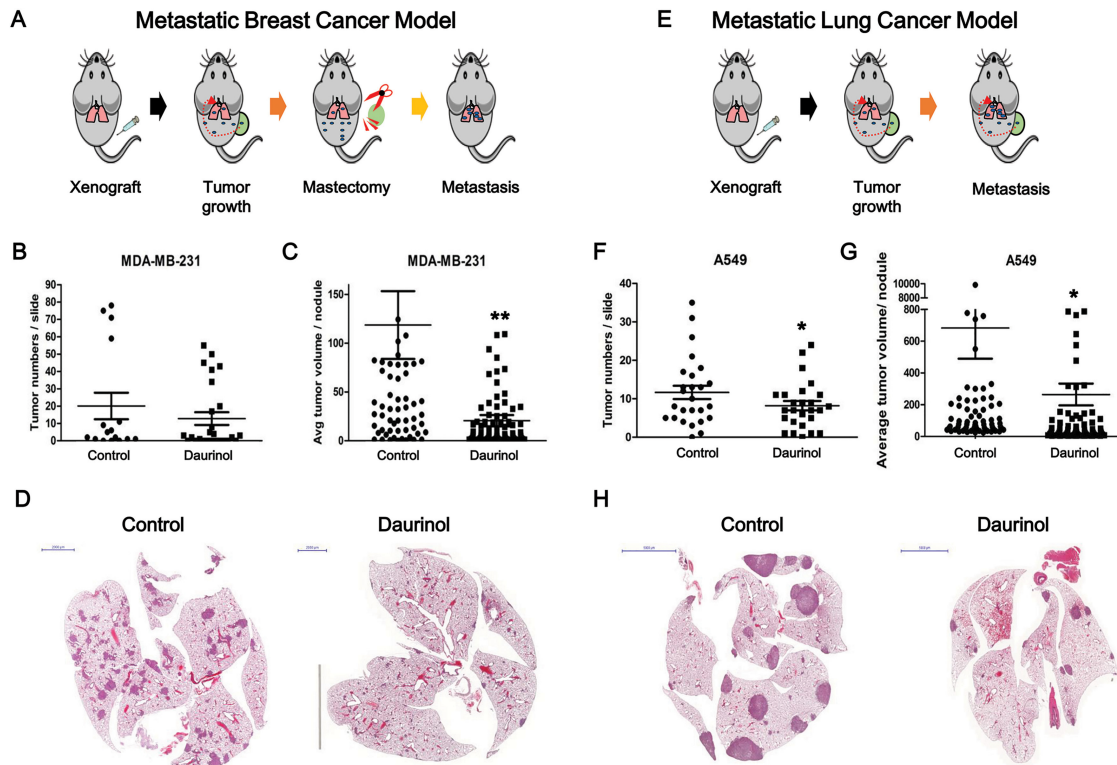 A
Metastatic Breast Cancer Model
Xenograft
Tumor
growth
Mastectomy
Metastasis
E
Metastatic Lung Cancer Model
Xenograft
Tumor
growth
Metastasis
B
MDA-MB-231
Tumor numbers / slide
90
80
70
60
50
40
30
20
10
0
Control
Daurinol
C
MDA-MB-231
Avg tumor volume / nodule
150
100
50
0
**
Control
Daurinol
F
A549
Tumor numbers / slide
40
30
20
10
0
*
Control
Daurinol
G
A549
Average tumor volume/ nodule
10000
8000
800
600
400
200
0
*
Control
Daurinol
D
Control
Daurinol
H
Control
Daurinol